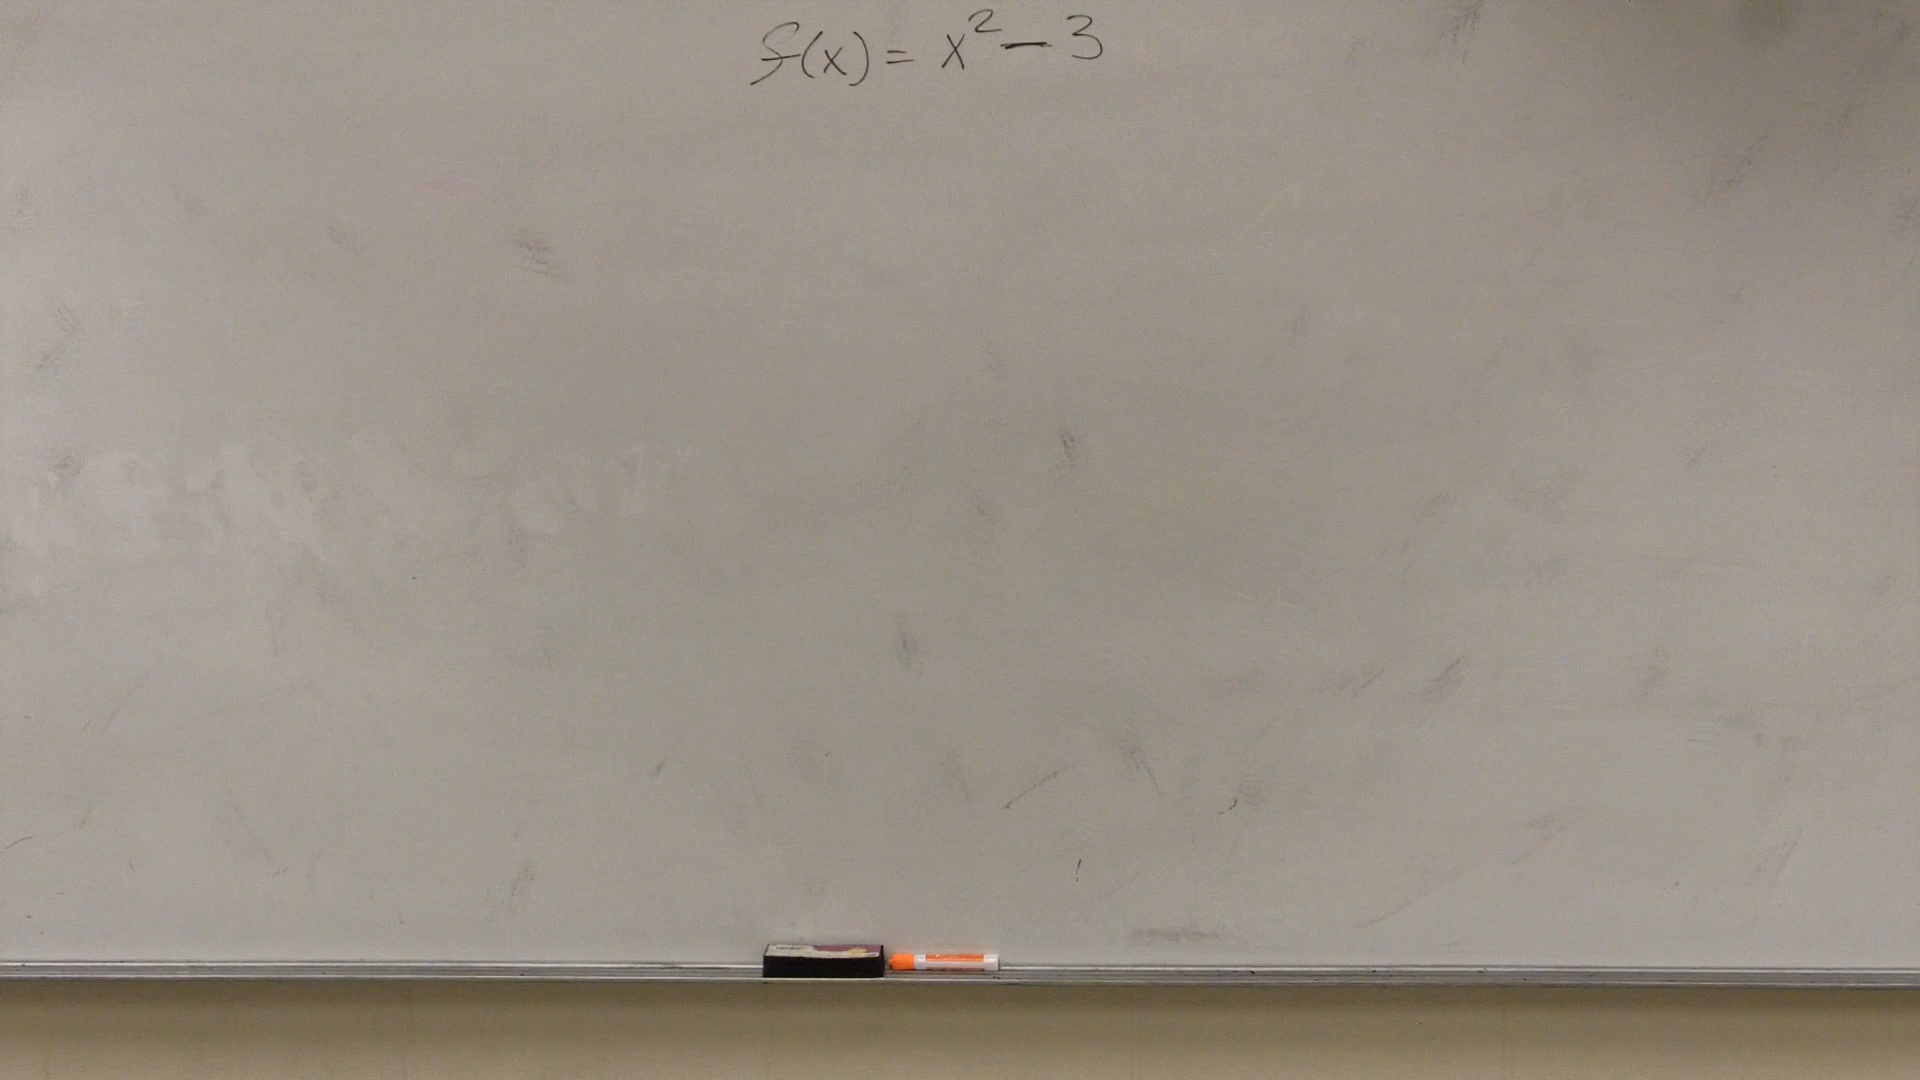 f(x) = x² − 3